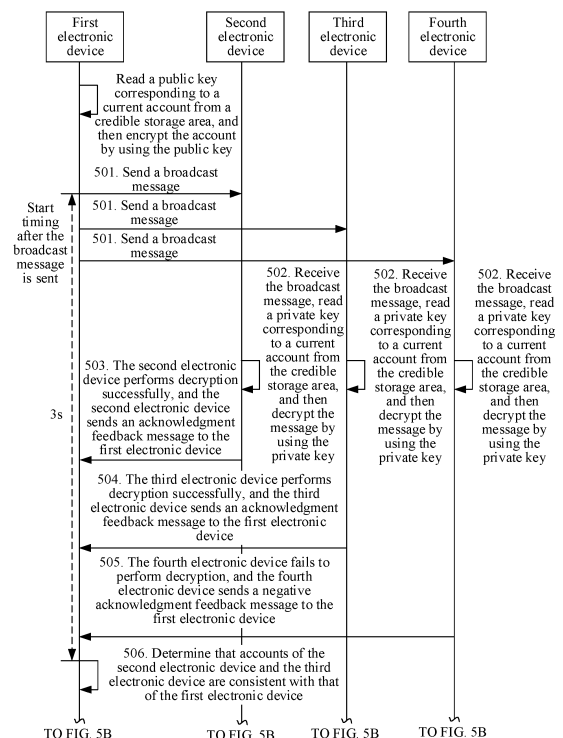 First
electronic
device
Second
electronic
device
Third
electronic
device
Fourth
electronic
device
Read a public key
corresponding to a
current account from a
credible storage area, and
then encrypt the account
by using the public key
501. Send a broadcast
message
501. Send a broadcast
message
501. Send a broadcast
message
Start
timing
after the
broadcast
message
is sent
3s
502. Receive
the broadcast
message, read
a private key
corresponding
to a current
account from
the credible
storage area,
and then
decrypt the
message by
using the
private key
502. Receive
the broadcast
message, read
a private key
corresponding
to a current
account from
the credible
storage area,
and then
decrypt the
message by
using the
private key
502. Receive
the broadcast
message, read
a private key
corresponding
to a current
account from
the credible
storage area,
and then
decrypt the
message by
using the
private key
503. The second electronic
device performs decryption
successfully, and the
second electronic device
sends an acknowledgment
feedback message to the
first electronic device
504. The third electronic device performs
decryption successfully, and the third
electronic device sends an acknowledgment
feedback message to the first electronic
device
505. The fourth electronic device fails to
perform decryption, and the fourth
electronic device sends a negative
acknowledgment feedback message to the
first electronic device
506. Determine that accounts of the
second electronic device and the third
electronic device are consistent with that
of the first electronic device
TO FIG. 5B
TO FIG. 5B
TO FIG. 5B
TO FIG. 5B